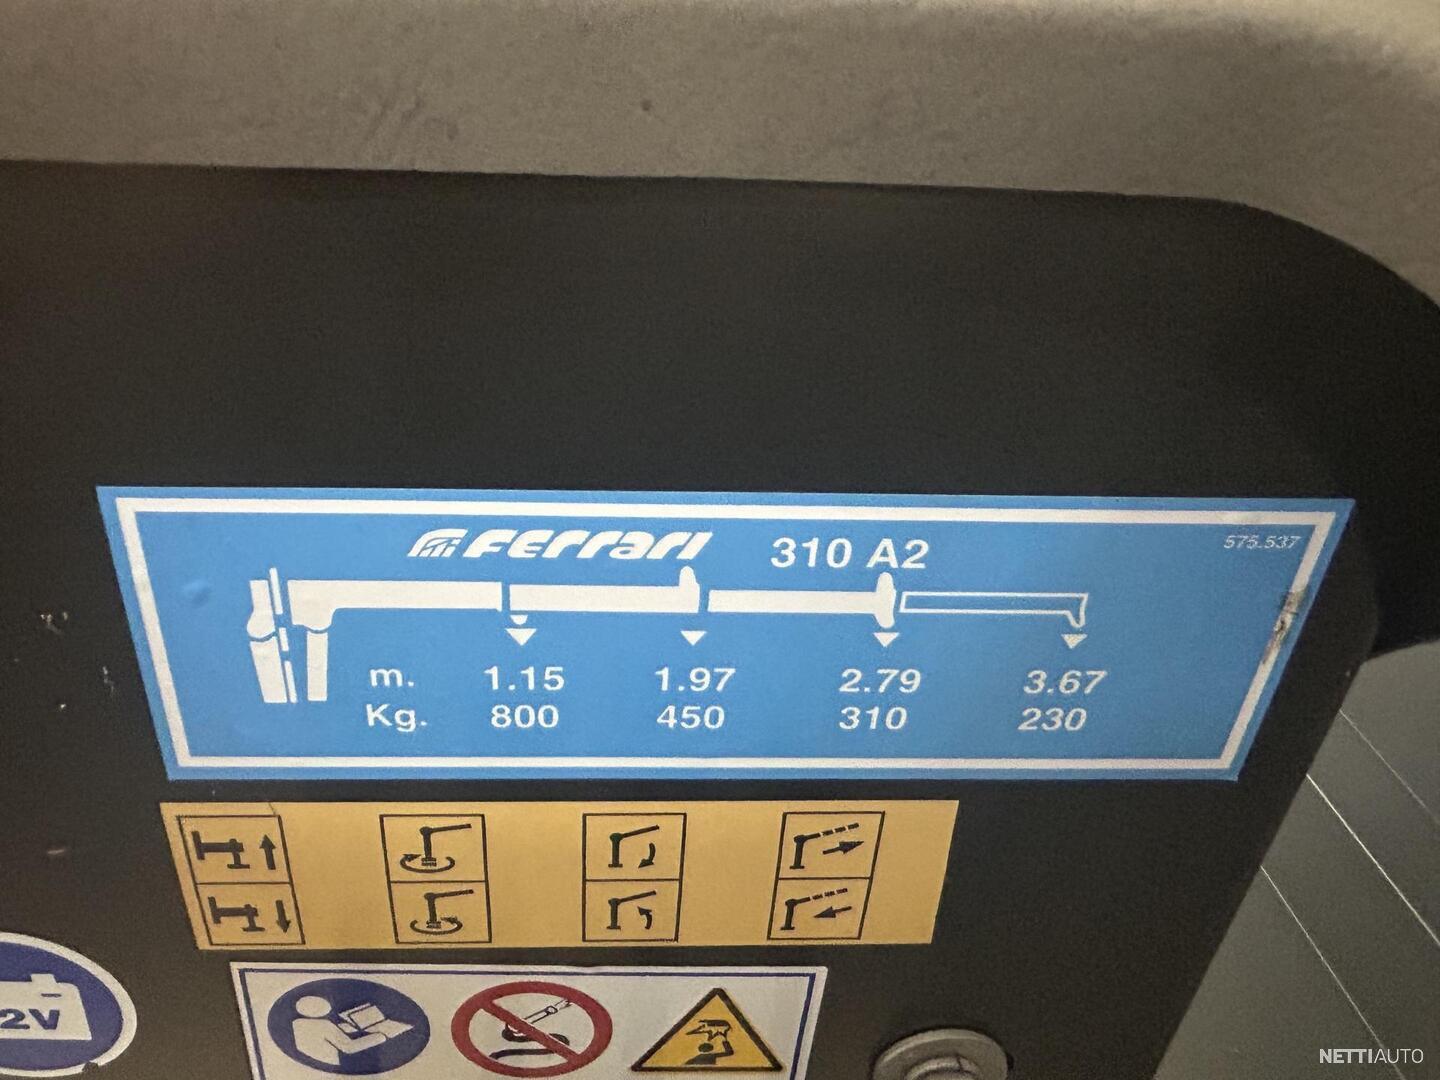 Ferrari 310 A2 575.537
m. 1.15 1.97 2.79 3.67
Kg. 800 450 310 230
2V
NETTIAUTO